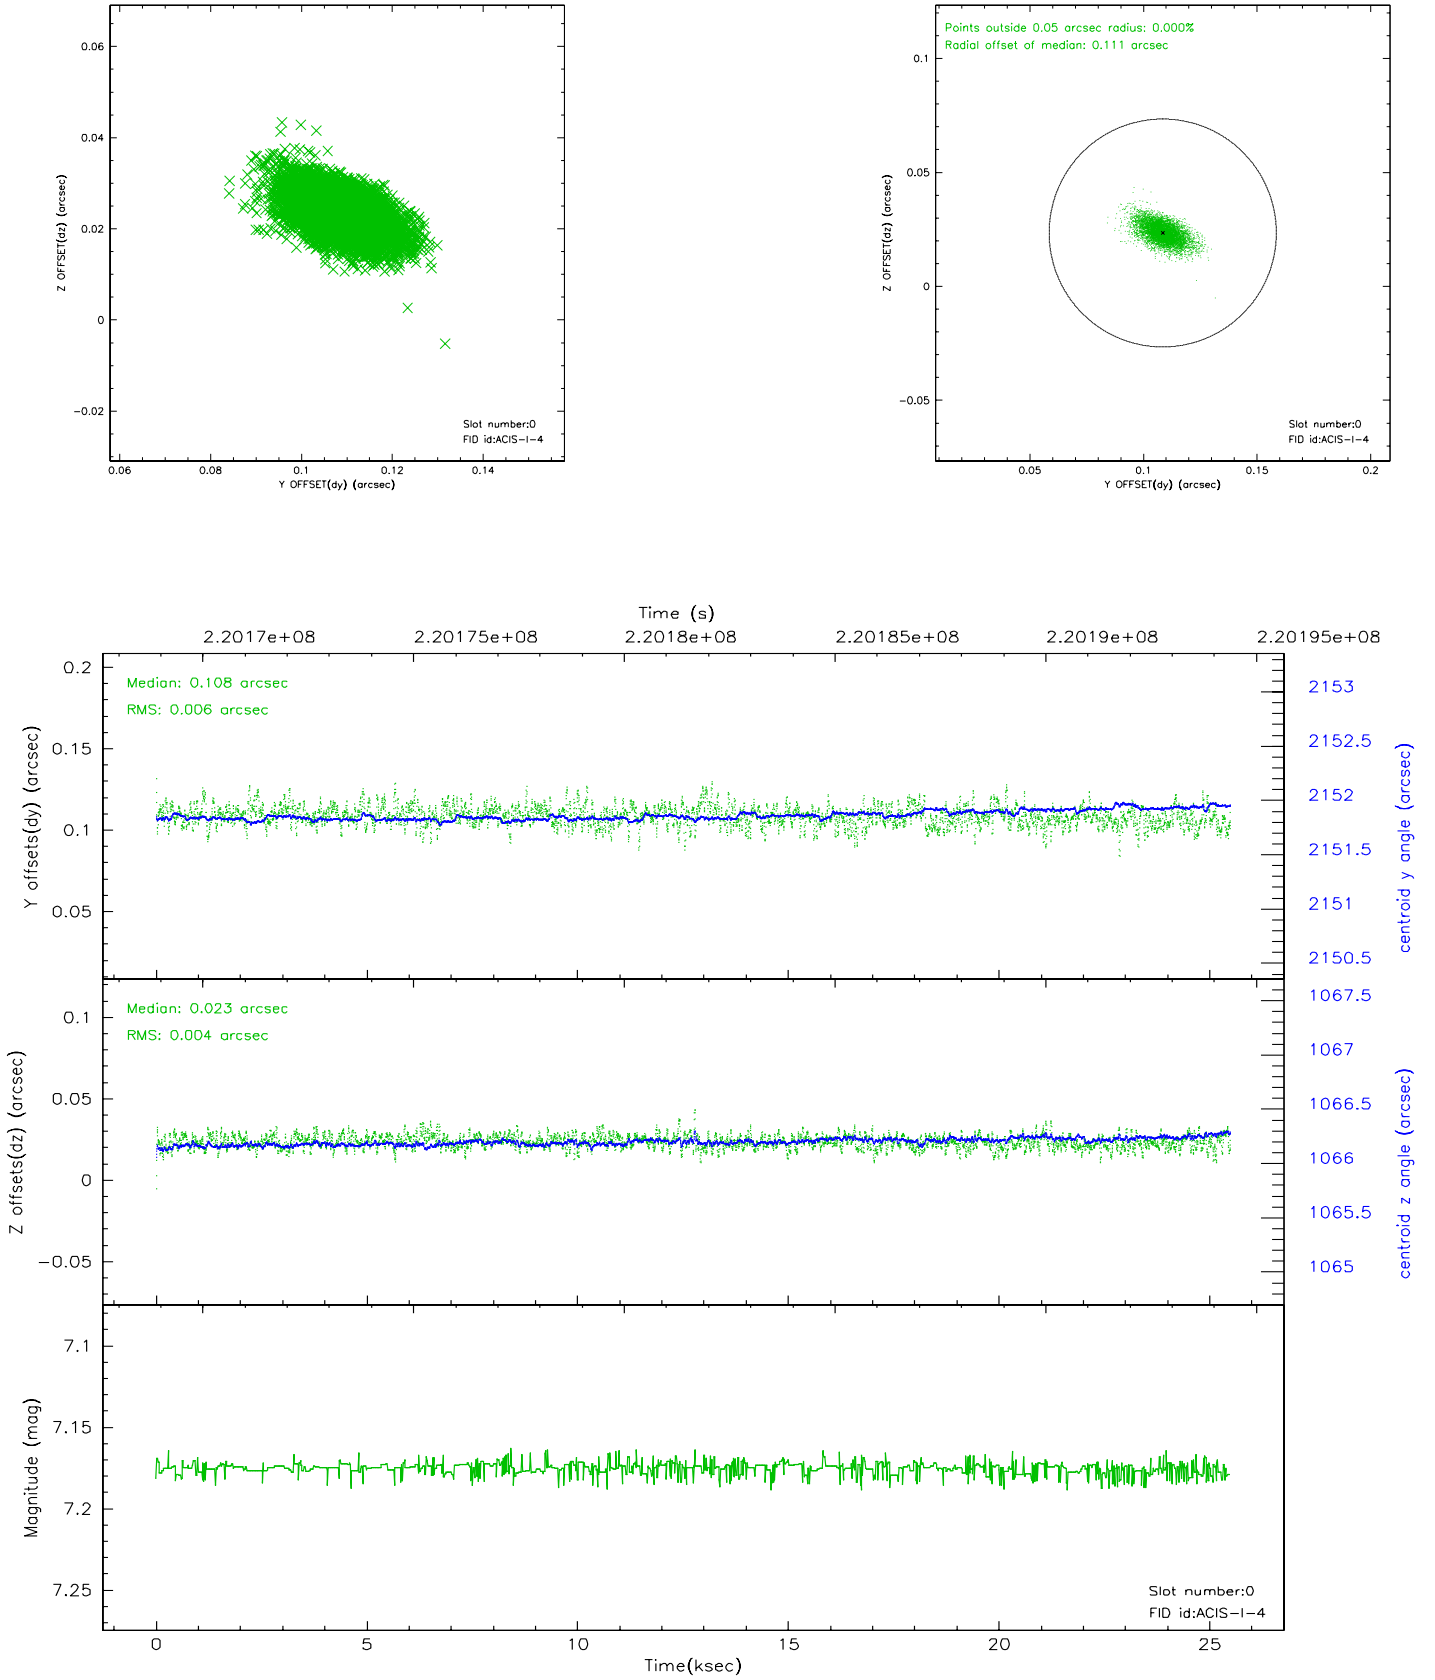 0.06
0.04
0.02
0
−0.02
Z OFFSET(dz) (arcsec)
Slot number:0
FID id:ACIS−I−4
0.06 0.08 0.1 0.12 0.14
Y OFFSET(dy) (arcsec)
Points outside 0.05 arcsec radius: 0.000%
Radial offset of median: 0.111 arcsec
0.1
0.05
0
−0.05
Z OFFSET(dz) (arcsec)
Slot number:0
FID id:ACIS−I−4
0.05 0.1 0.15 0.2
Y OFFSET(dy) (arcsec)
Time (s)
2.2017e+08 2.20175e+08 2.2018e+08 2.20185e+08 2.2019e+08 2.20195e+08
Median: 0.108 arcsec
RMS: 0.006 arcsec
0.2
0.15
0.1
0.05
Y offsets(dy) (arcsec)
2153
2152.5
2152
2151.5
2151
2150.5
centroid y angle (arcsec)
Median: 0.023 arcsec
RMS: 0.004 arcsec
0.1
0.05
0
−0.05
Z offsets(dz) (arcsec)
1067.5
1067
1066.5
1066
1065.5
1065
centroid z angle (arcsec)
7.1
7.15
7.2
7.25
Magnitude (mag)
Slot number:0
FID id:ACIS−I−4
0 5 10 15 20 25
Time(ksec)